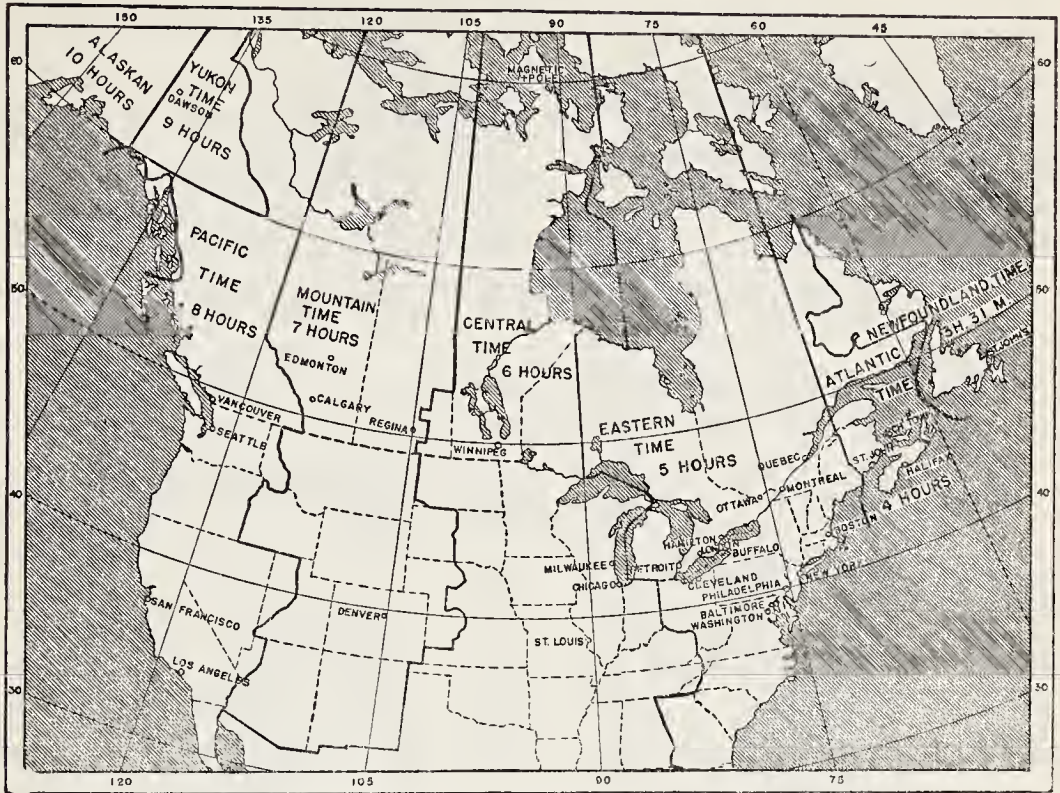 150 135 120 105 90 75 60 45
60
ALASKAN
10 HOURS
YUKON
TIME
DAWSON
9 HOURS
MAGNETIC
POLE
60
PACIFIC
TIME
8 HOURS
MOUNTAIN
TIME
7 HOURS
EDMONTON
CENTRAL
TIME
6 HOURS
50
NEWFOUNDLAND TIME
3H, 31 M.
ST. JOHN'S
50
ATLANTIC
TIME
VANCOUVER
CALGARY
REGINA
SEATTLE
WINNIPEG
EASTERN
TIME
5 HOURS
QUEBEC
ST. JOHN
HALIFAX
OTTAWA
MONTREAL
4 HOURS
40
40
BOSTON
HAMILTON
LONDON
BUFFALO
MILWAUKEE
DETROIT
CHICAGO
CLEVELAND
NEW YORK
PHILADELPHIA
SAN FRANCISCO
DENVER
BALTIMORE
WASHINGTON
ST. LOUIS
LOS ANGELES
30
30
120 105 90 75